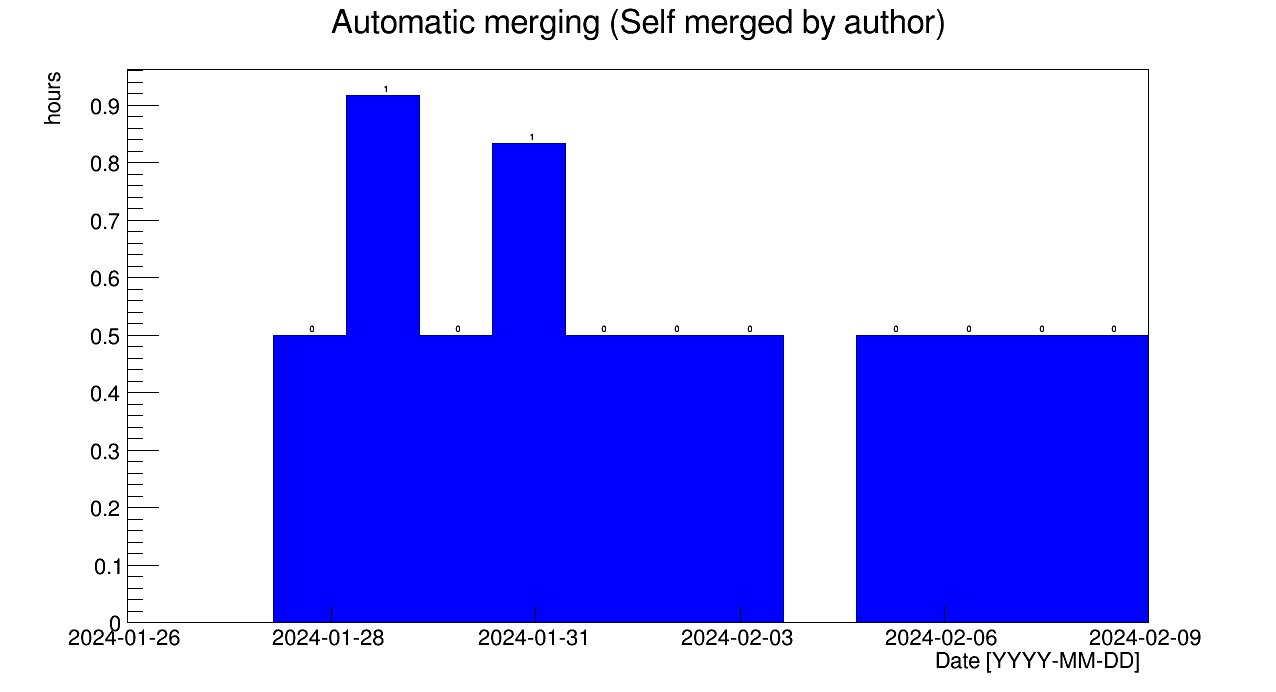 Automatic merging (Self merged by author)
hours
0.9
0.8
0.7
0.6
0.5
0.4
0.3
0.2
0.1
0
1
1
0 0 0 0 0 0 0 0 0
2024-01-26 2024-01-28 2024-01-31 2024-02-03 2024-02-06 2024-02-09
Date [YYYY-MM-DD]